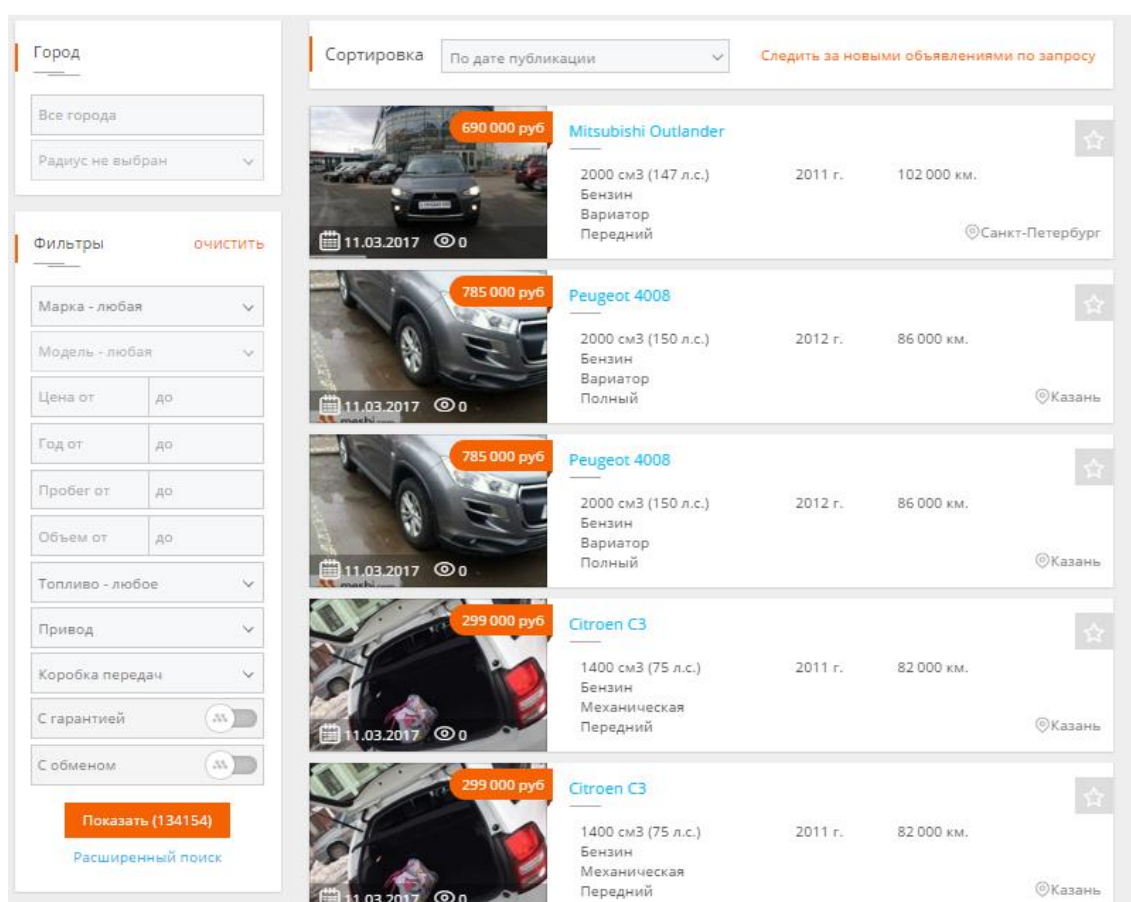 Город
Все города
Радиус не выбран
Фильтры
очистить
Марка - любая
Модель - любая
Цена от
до
Год от
до
Пробег от
до
Объем от
до
Топливо - любое
Привод
Коробка передач
С гарантией
С обменом
Показать (134154)
Расширенный поиск
Сортировка
По дате публикации
Следить за новыми объявлениями по запросу
690 000 руб
11.03.2017 0
Mitsubishi Outlander
2000 см3 (147 л.с.) 2011 г. 102 000 км.
Бензин
Вариатор
Передний
Санкт-Петербург
785 000 руб
11.03.2017 0
Peugeot 4008
2000 см3 (150 л.с.) 2012 г. 86 000 км.
Бензин
Вариатор
Полный
Казань
785 000 руб
11.03.2017 0
Peugeot 4008
2000 см3 (150 л.с.) 2012 г. 86 000 км.
Бензин
Вариатор
Полный
Казань
299 000 руб
11.03.2017 0
Citroen C3
1400 см3 (75 л.с.) 2011 г. 82 000 км.
Бензин
Механическая
Передний
Казань
299 000 руб
11.03.2017 0
Citroen C3
1400 см3 (75 л.с.) 2011 г. 82 000 км.
Бензин
Механическая
Передний
Казань